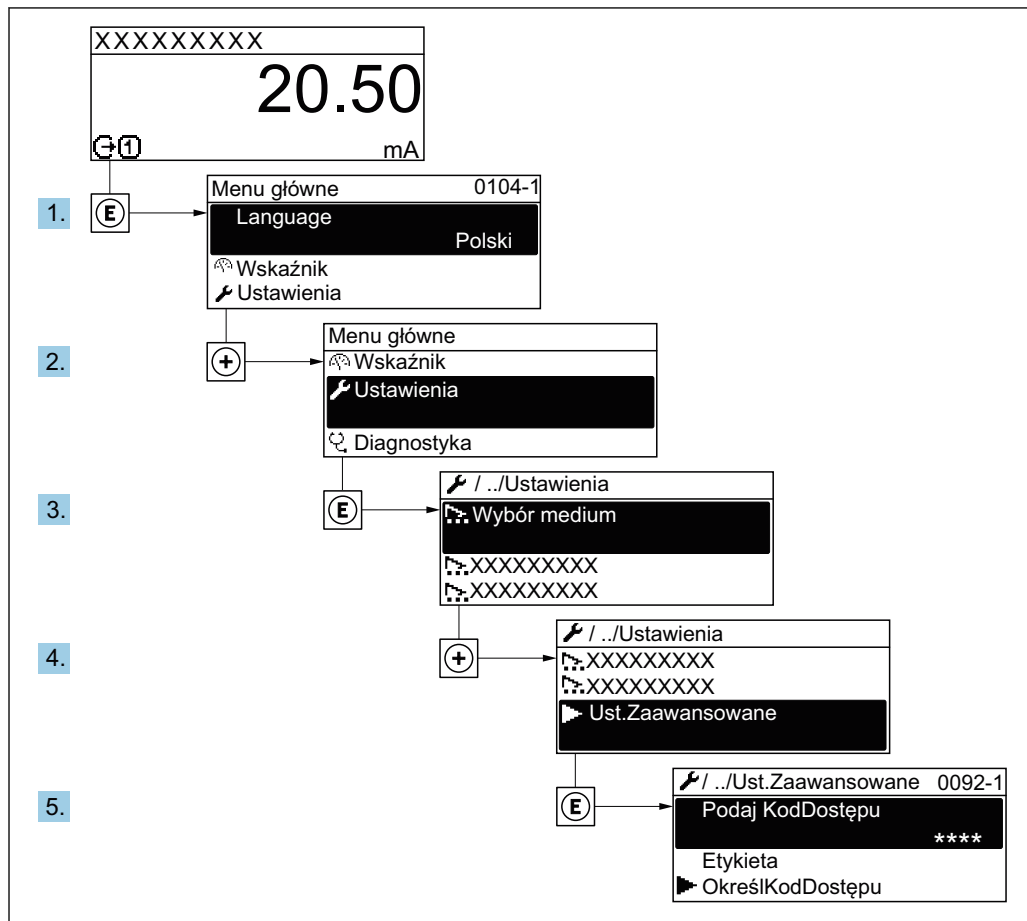 XXXXXXXXX
20.50
1 mA
1. E
Menu główne 0104-1
Language
Polski
Wskaźnik
Ustawienia
2. +
Menu główne
Wskaźnik
Ustawienia
Diagnostyka
3. E
/ ../Ustawienia
Wybór medium
XXXXXXXXX
XXXXXXXXX
4. +
/ ../Ustawienia
XXXXXXXXX
XXXXXXXXX
Ust.Zaawansowane
5. E
/ ../Ust.Zaawansowane 0092-1
Podaj KodDostępu
****
Etykieta
OkreślKodDostępu